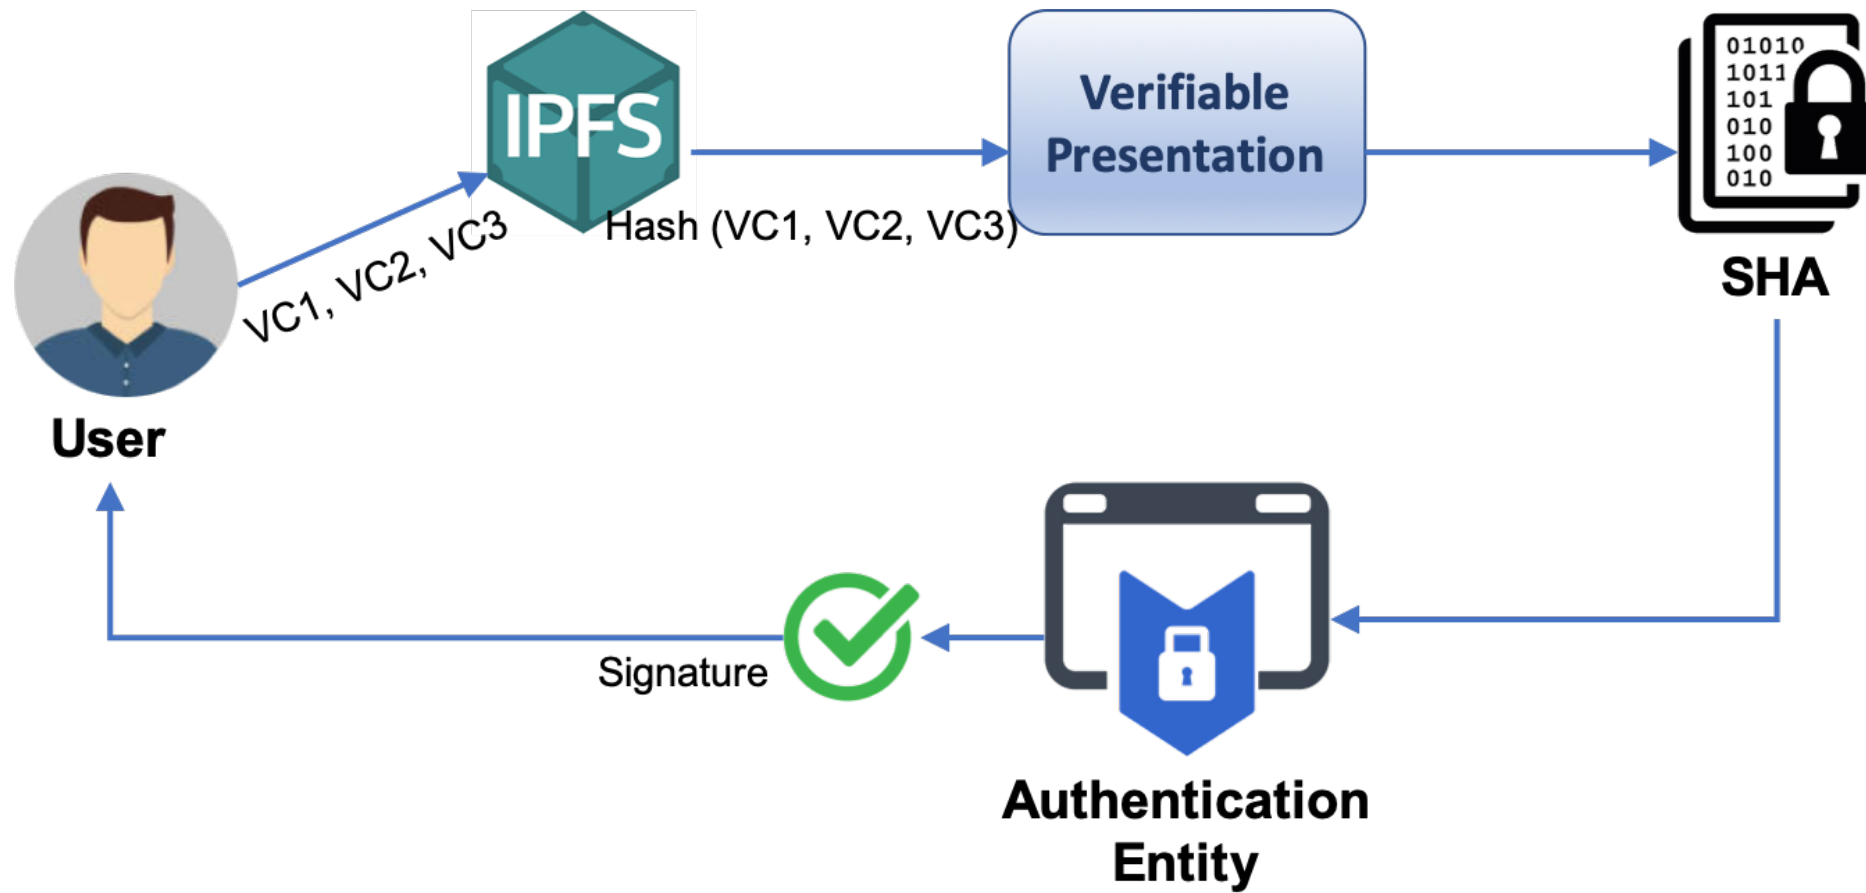 IPFS
Verifiable
Presentation
01010
1011
101
010
100
010
VC1, VC2, VC3
Hash (VC1, VC2, VC3)
SHA
User
Signature
Authentication
Entity